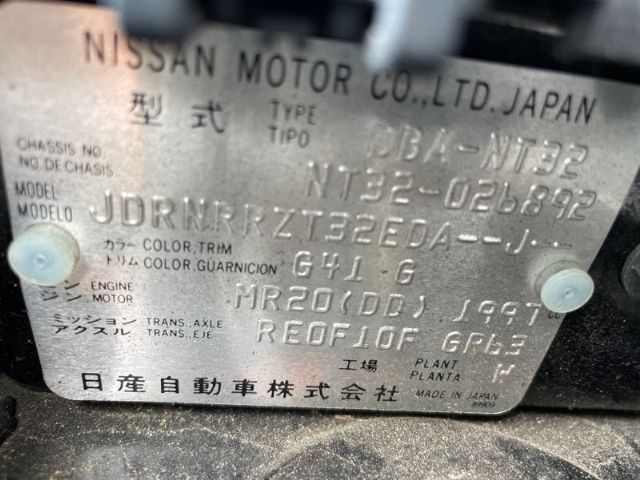 NISSAN MOTOR CO.,LTD.JAPAN
型式 TYPE TIPO DBA-NT32
CHASSIS NO NO.DECHASIS NT32-026892
MODEL MODELO JDRNRRZT32EDA--J--
カラー COLOR,TRIM トリム COLOR,GUARNICION G41 G
ENGINE MOTOR MR20(DD) 1997 cc
ミッション TRANS.,AXLE アクスル TRANS.,EJE RE0F10F GR63
工場 PLANT PLANTA
日産自動車株式会社 MADE IN JAPAN